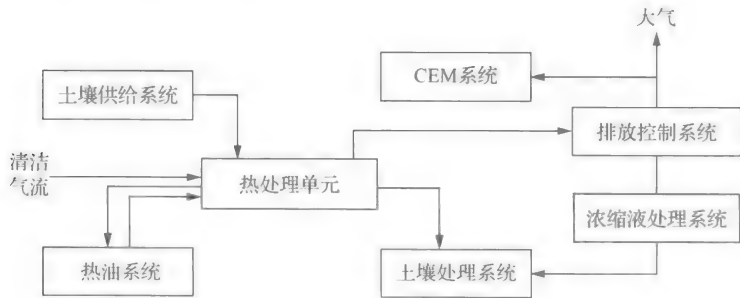 大气
CEM系统
土壤供给系统
排放控制系统
清洁
气流
热处理单元
浓缩液处理系统
热油系统
土壤处理系统